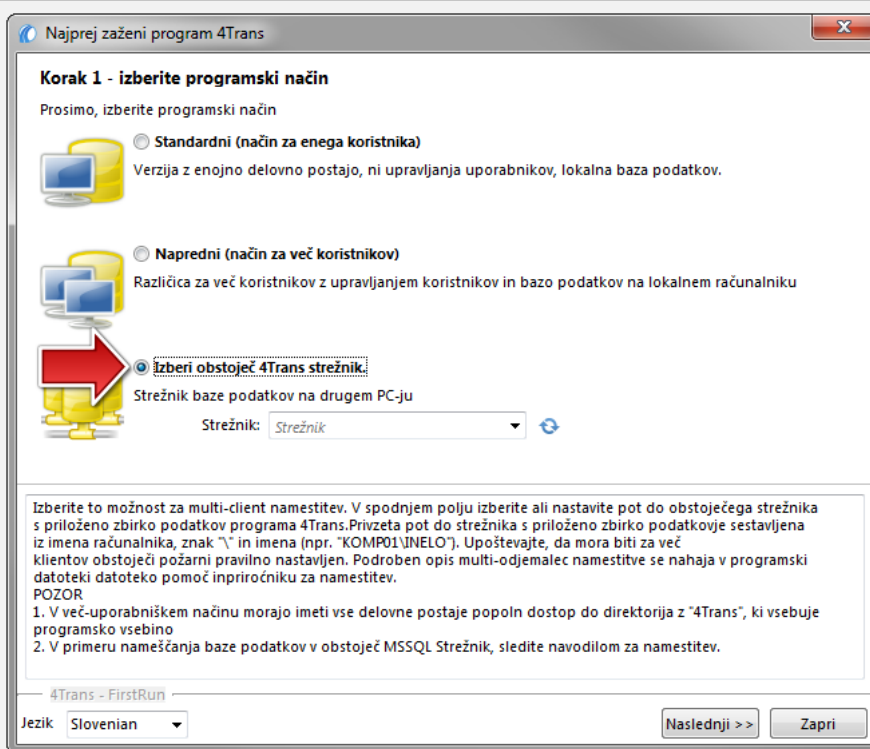 Najprej zaženi program 4Trans
Korak 1 - izberite programski način
Prosimo, izberite programski način
Standardni (način za enega koristnika)
Verzija z enojno delovno postajo, ni upravljanja uporabnikov, lokalna baza podatkov.
Napredni (način za več koristnikov)
Različica za več koristnikov z upravljanjem koristnikov in bazo podatkov na lokalnem računalniku
Izberi obstoječ 4Trans strežnik.
Strežnik baze podatkov na drugem PC-ju
Strežnik: Strežnik
Izberite to možnost za multi-client namestitev. V spodnjem polju izberite ali nastavite pot do obstoječega strežnika
s priloženo zbirko podatkov programa 4Trans.Privzeta pot do strežnika s priloženo zbirko podatkovje sestavljena
iz imena računalnika, znak "\" in imena (npr. "KOMP01\INELO"). Upoštevajte, da mora biti za več
klientov obstoječi požarni pravilno nastavljen. Podroben opis multi-odjemalec namestitve se nahaja v programski
datoteki datoteko pomoč inpriročniku za namestitev.
POZOR
1. V več-uporabniškem načinu morajo imeti vse delovne postaje popoln dostop do direktorija z "4Trans", ki vsebuje
programsko vsebino
2. V primeru nameščanja baze podatkov v obstoječ MSSQL Strežnik, sledite navodilom za namestitev.
4Trans - FirstRun
Jezik Slovenian Naslednji >> Zapri